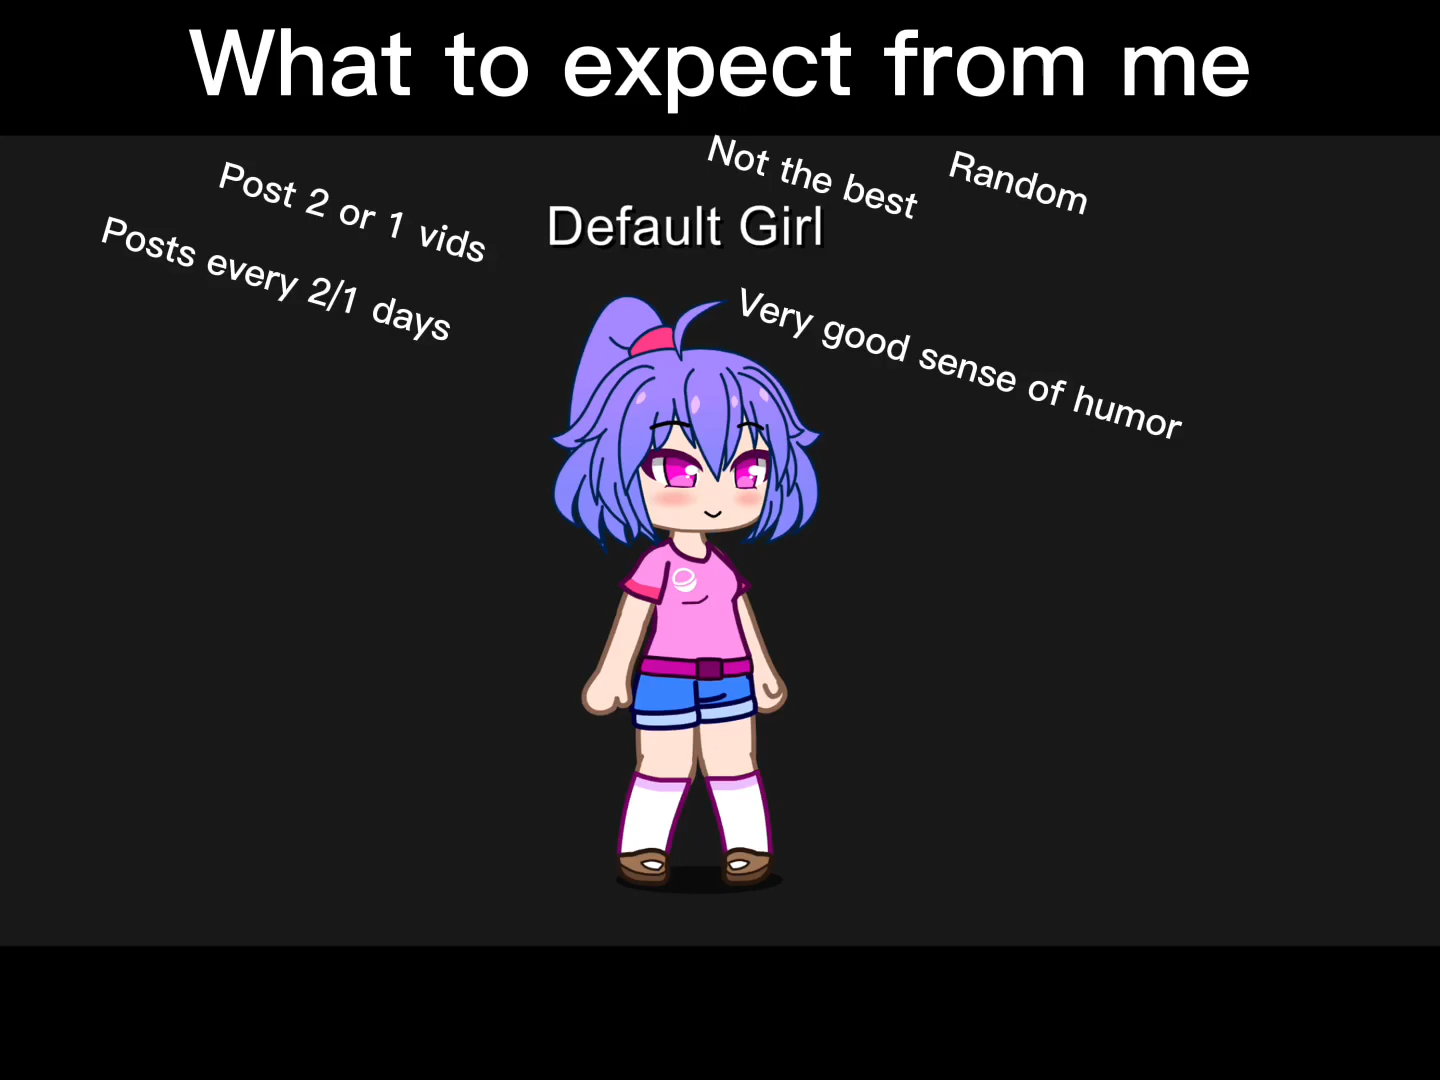 What to expect from me
Not the best
Random
Post 2 or 1 vids
Default Girl
Posts every 2/1 days
Very good sense of humor